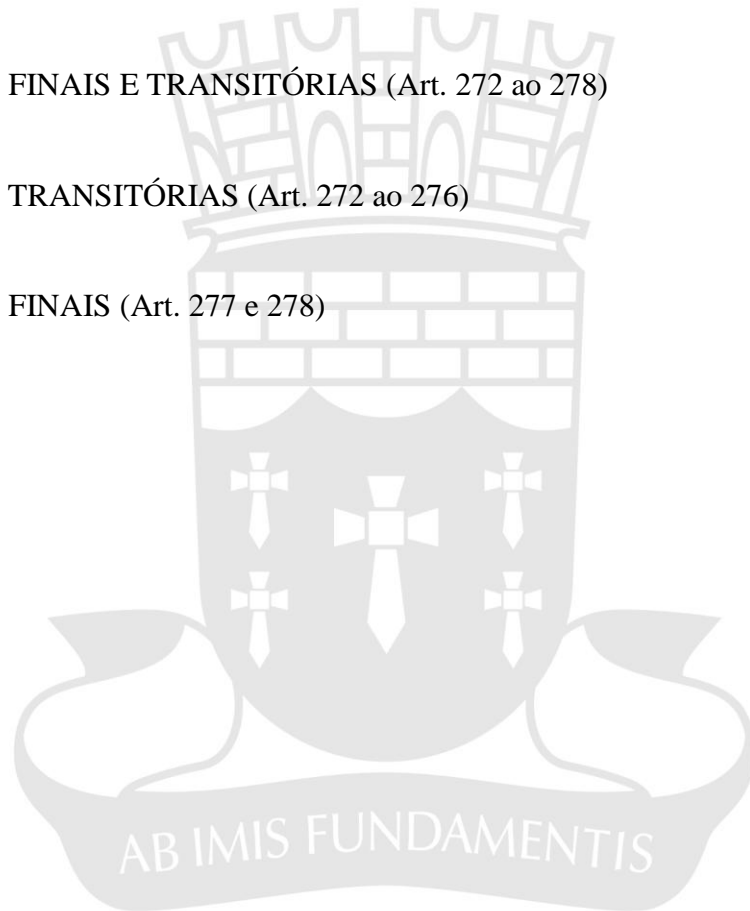 FINAIS E TRANSITÓRIAS (Art. 272 ao 278)
TRANSITÓRIAS (Art. 272 ao 276)
FINAIS (Art. 277 e 278)
AB IMIS FUNDAMENTIS